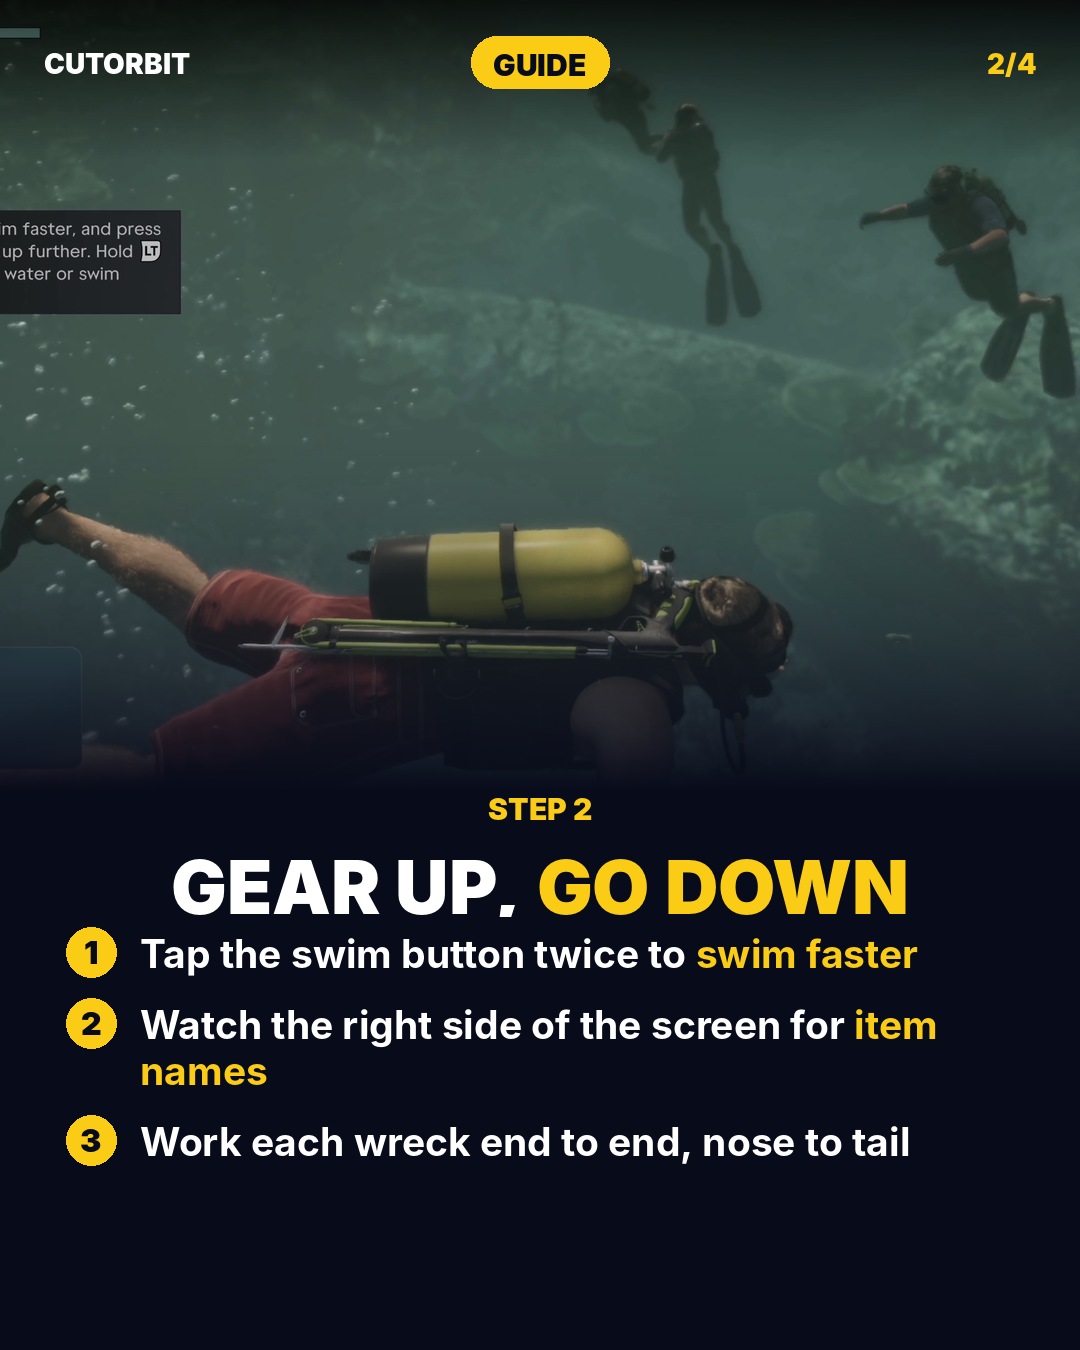 CUTORBIT
GUIDE
2/4
im faster, and press
up further. Hold LT
water or swim
STEP 2
GEAR UP, GO DOWN
1 Tap the swim button twice to swim faster
2 Watch the right side of the screen for item
names
3 Work each wreck end to end, nose to tail